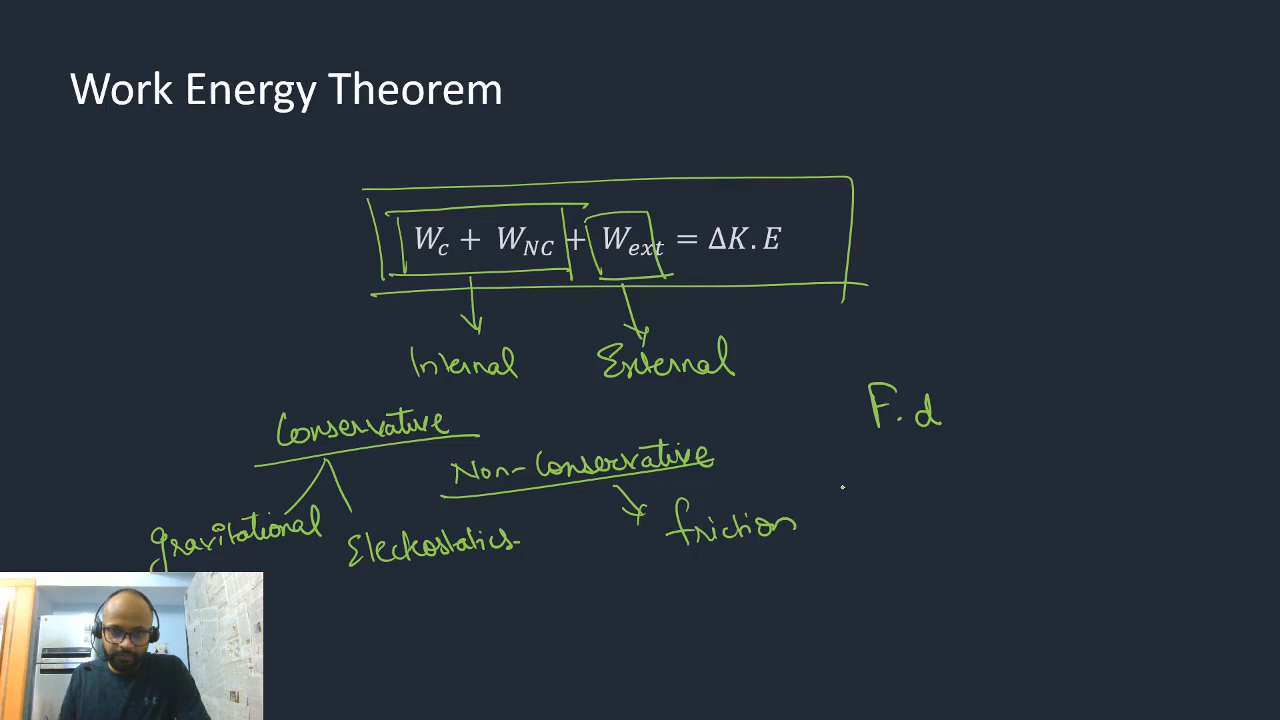 Work Energy Theorem
W_c + W_NC + W_ext = ΔK.E
Internal External
F. d
Conservative
Non-Conservative
gravitational Electrostatics friction